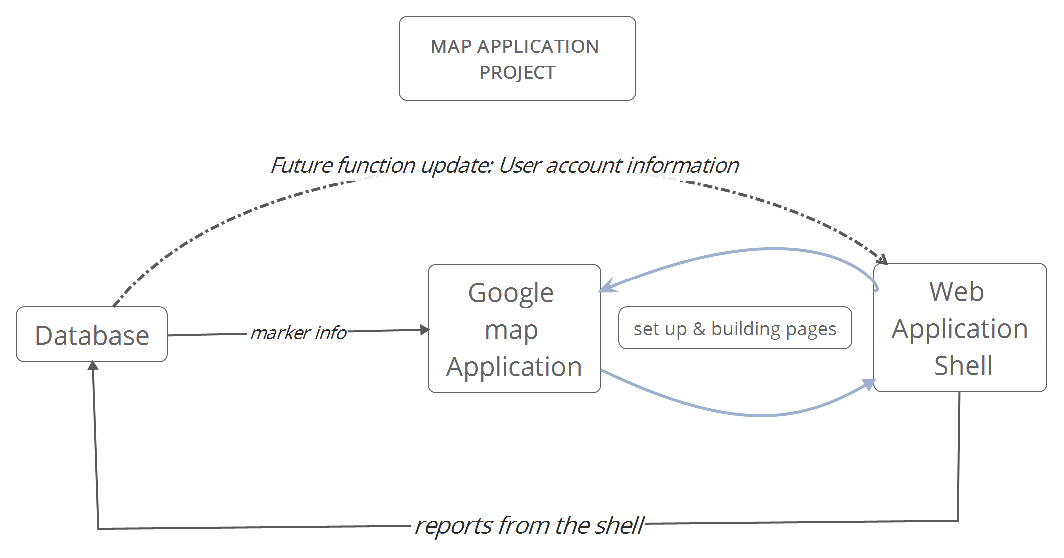 MAP APPLICATION
PROJECT
Future function update: User account information
Google
map
Application
Web
Application
Shell
Database
marker info
set up & building pages
reports from the shell